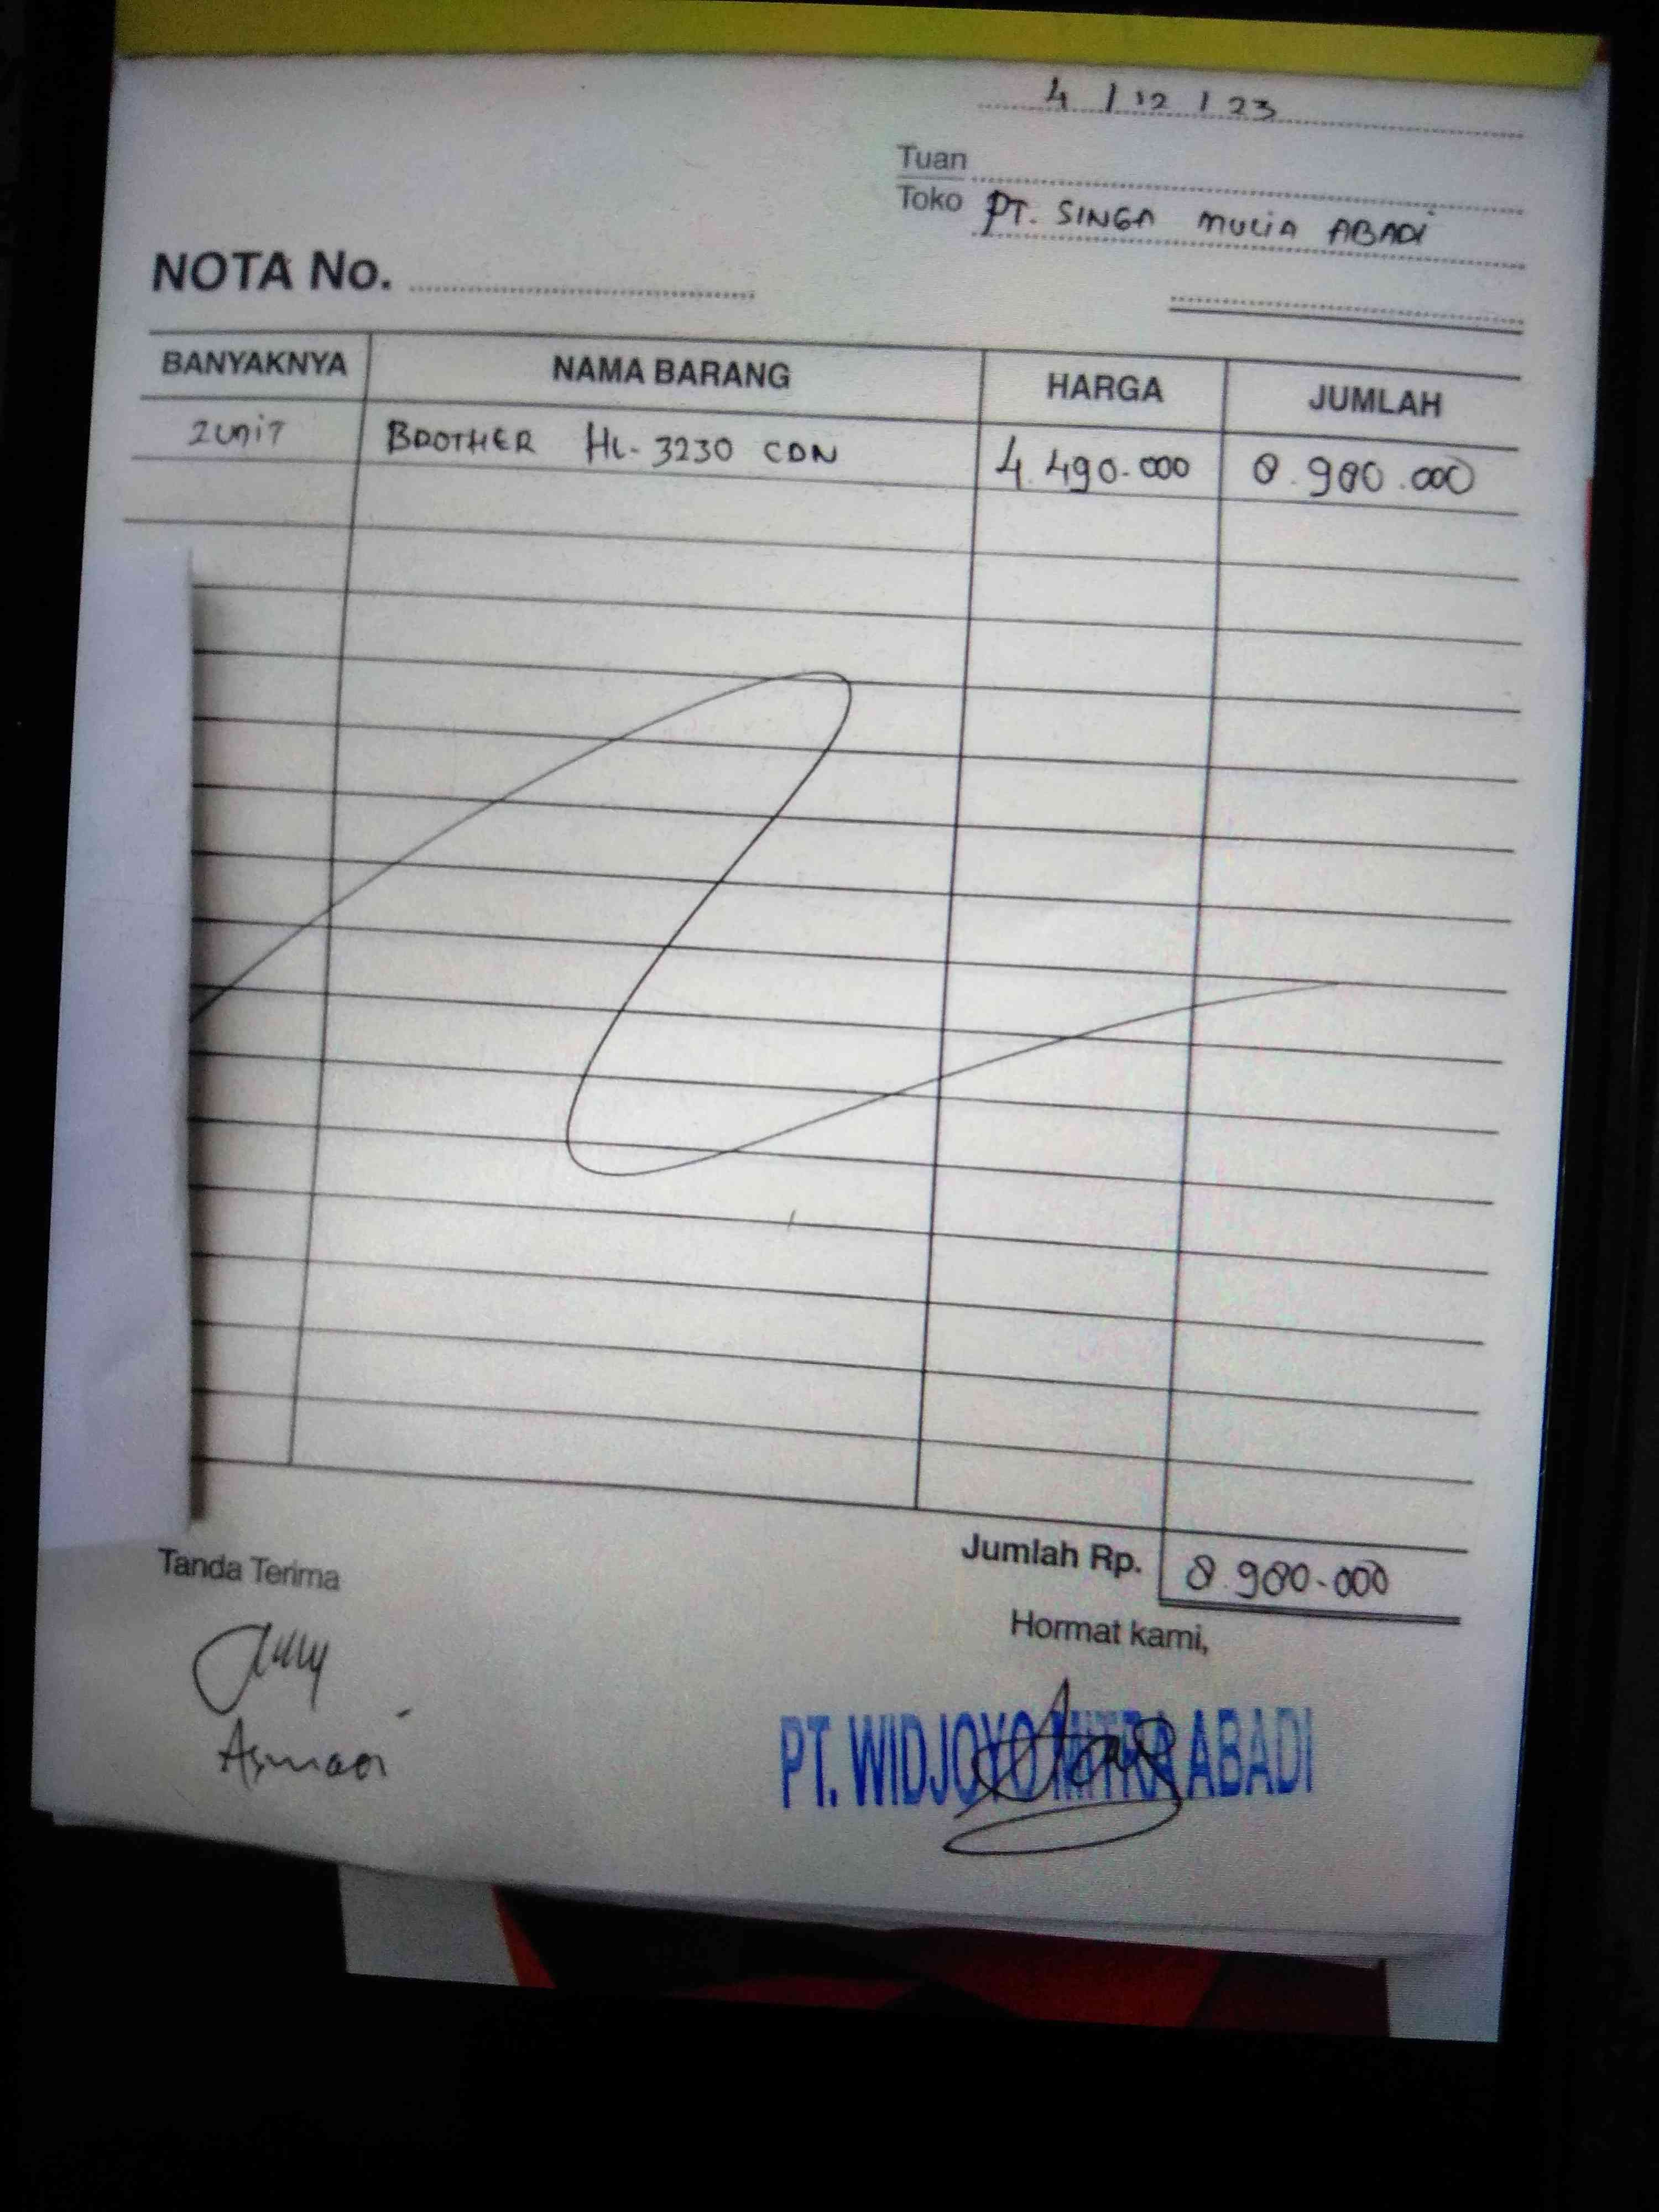 4 / 12 / 23
Tuan
Toko PT. SINGA MULIA ABADI
NOTA No.
BANYAKNYA NAMA BARANG HARGA JUMLAH
2 UNIT BROTHER HL-3230 CDN 4.490.000 8.980.000
Jumlah Rp. 8.980.000
Tanda Terima
Hormat kami,
Asmadi
PT. WIDJOYO MITRA ABADI